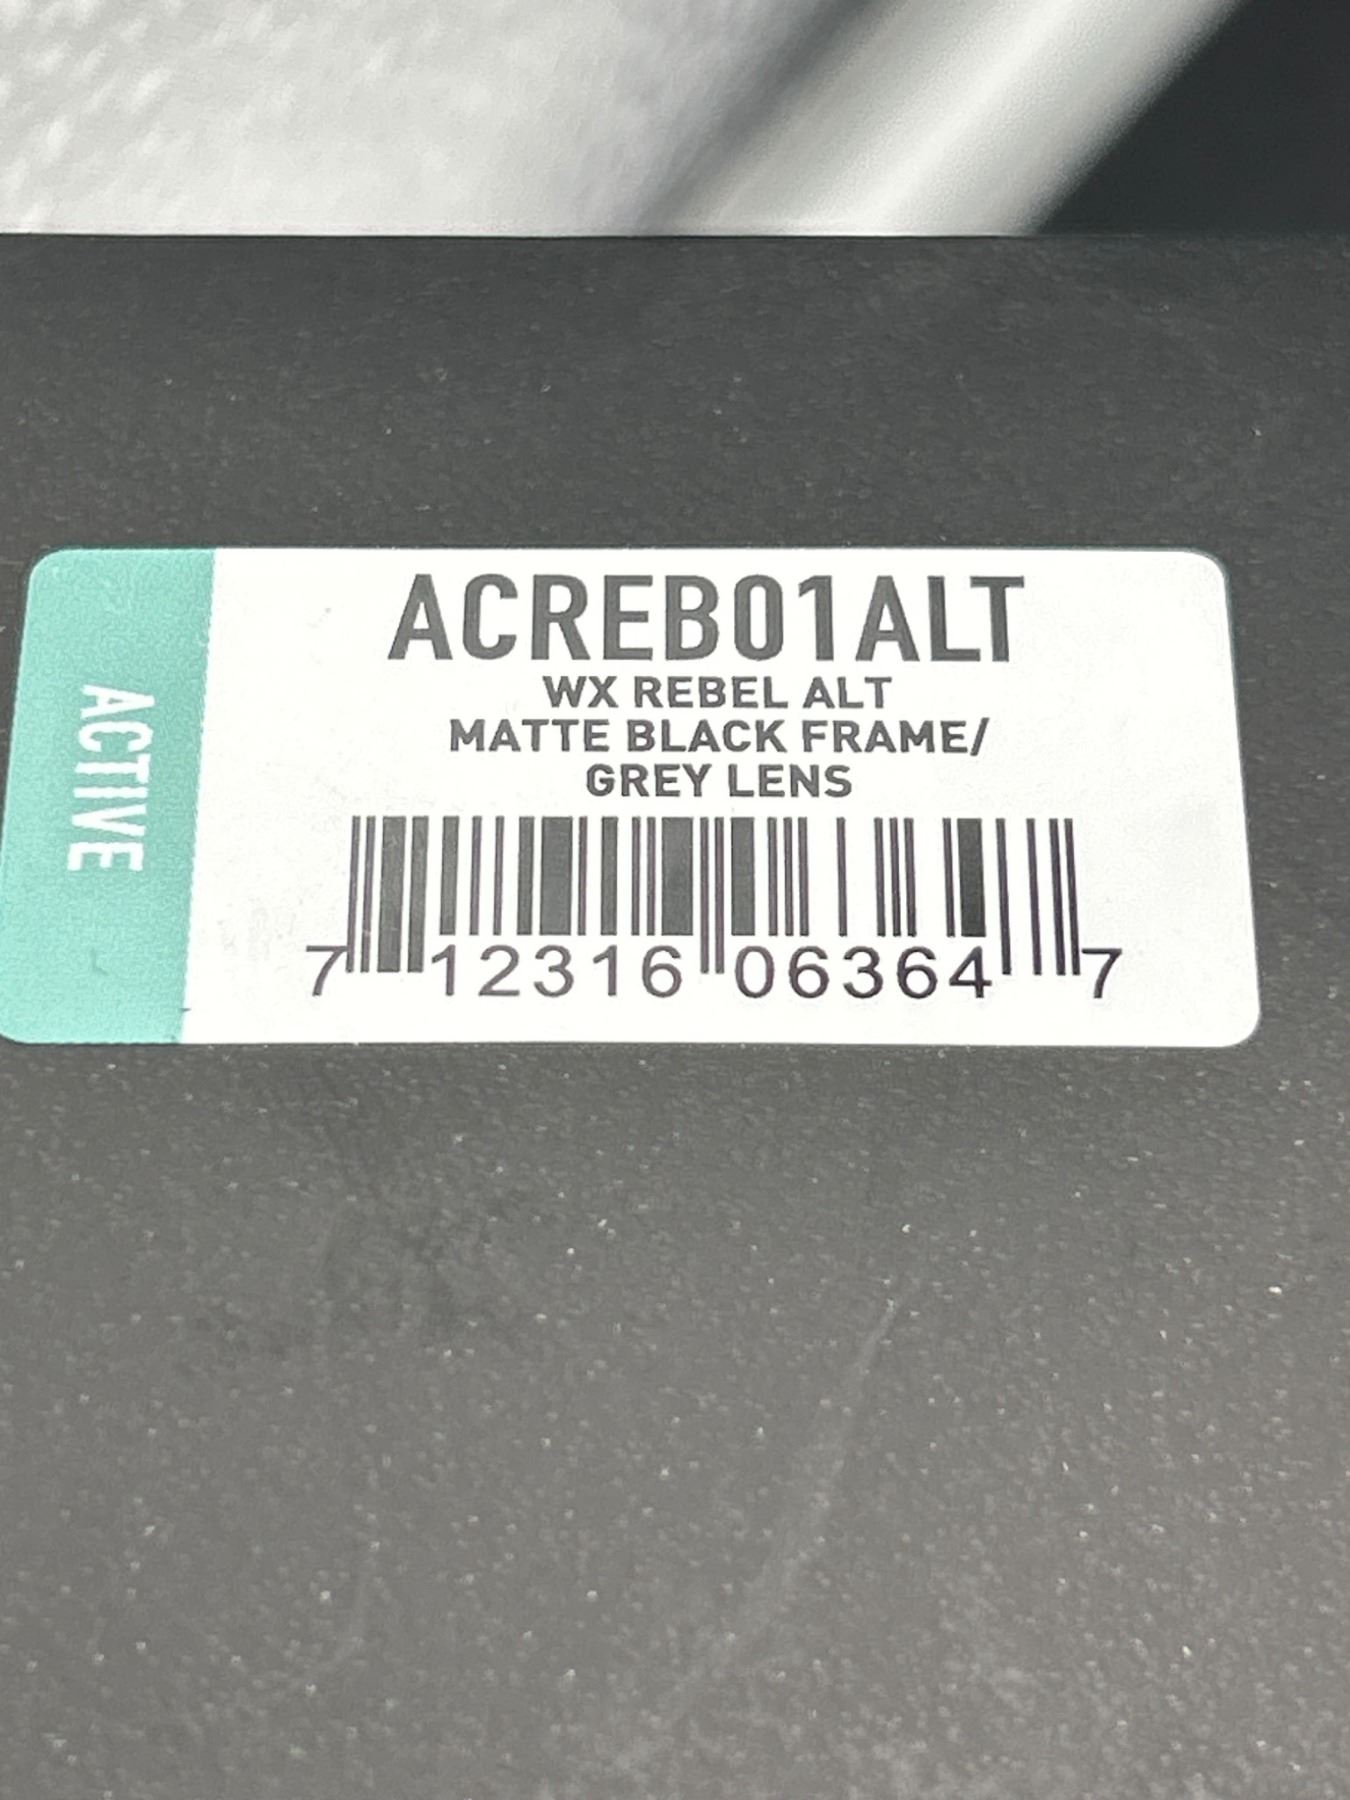 ACREB01ALT
WX REBEL ALT
MATTE BLACK FRAME/
GREY LENS
7 12316 06364 7
ACTIVE